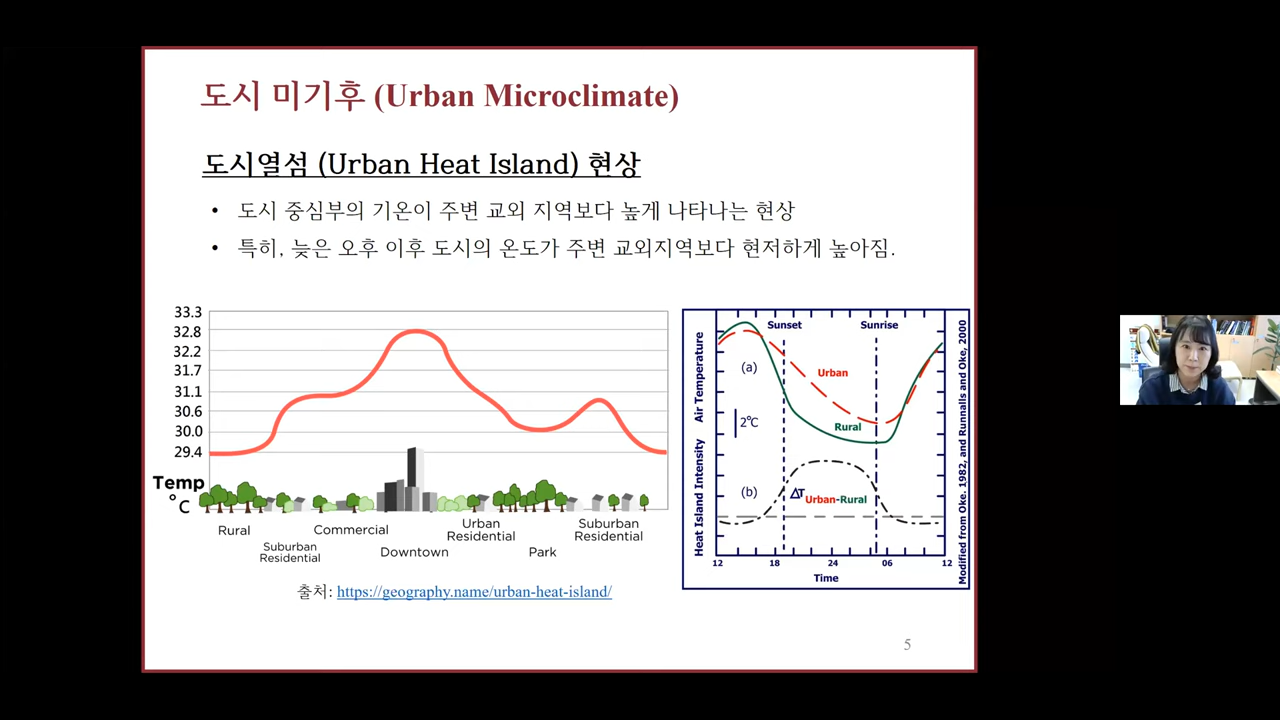 도시 미기후 (Urban Microclimate)
도시열섬 (Urban Heat Island) 현상
• 도시 중심부의 기온이 주변 교외 지역보다 높게 나타나는 현상
• 특히, 늦은 오후 이후 도시의 온도가 주변 교외지역보다 현저하게 높아짐.
33.3
32.8
32.2
31.7
31.1
30.6
30.0
29.4
Temp
°C
Rural
Suburban
Residential
Commercial
Downtown
Urban
Residential
Park
Suburban
Residential
출처: https://geography.name/urban-heat-island/
Heat Island Intensity Air Temperature
Sunset
Sunrise
(a)
Urban
2°C
Rural
(b)
ΔT
Urban-Rural
12 18 24 06 12
Time
Modified from Oke. 1982, and Runnalls and Oke, 2000
5